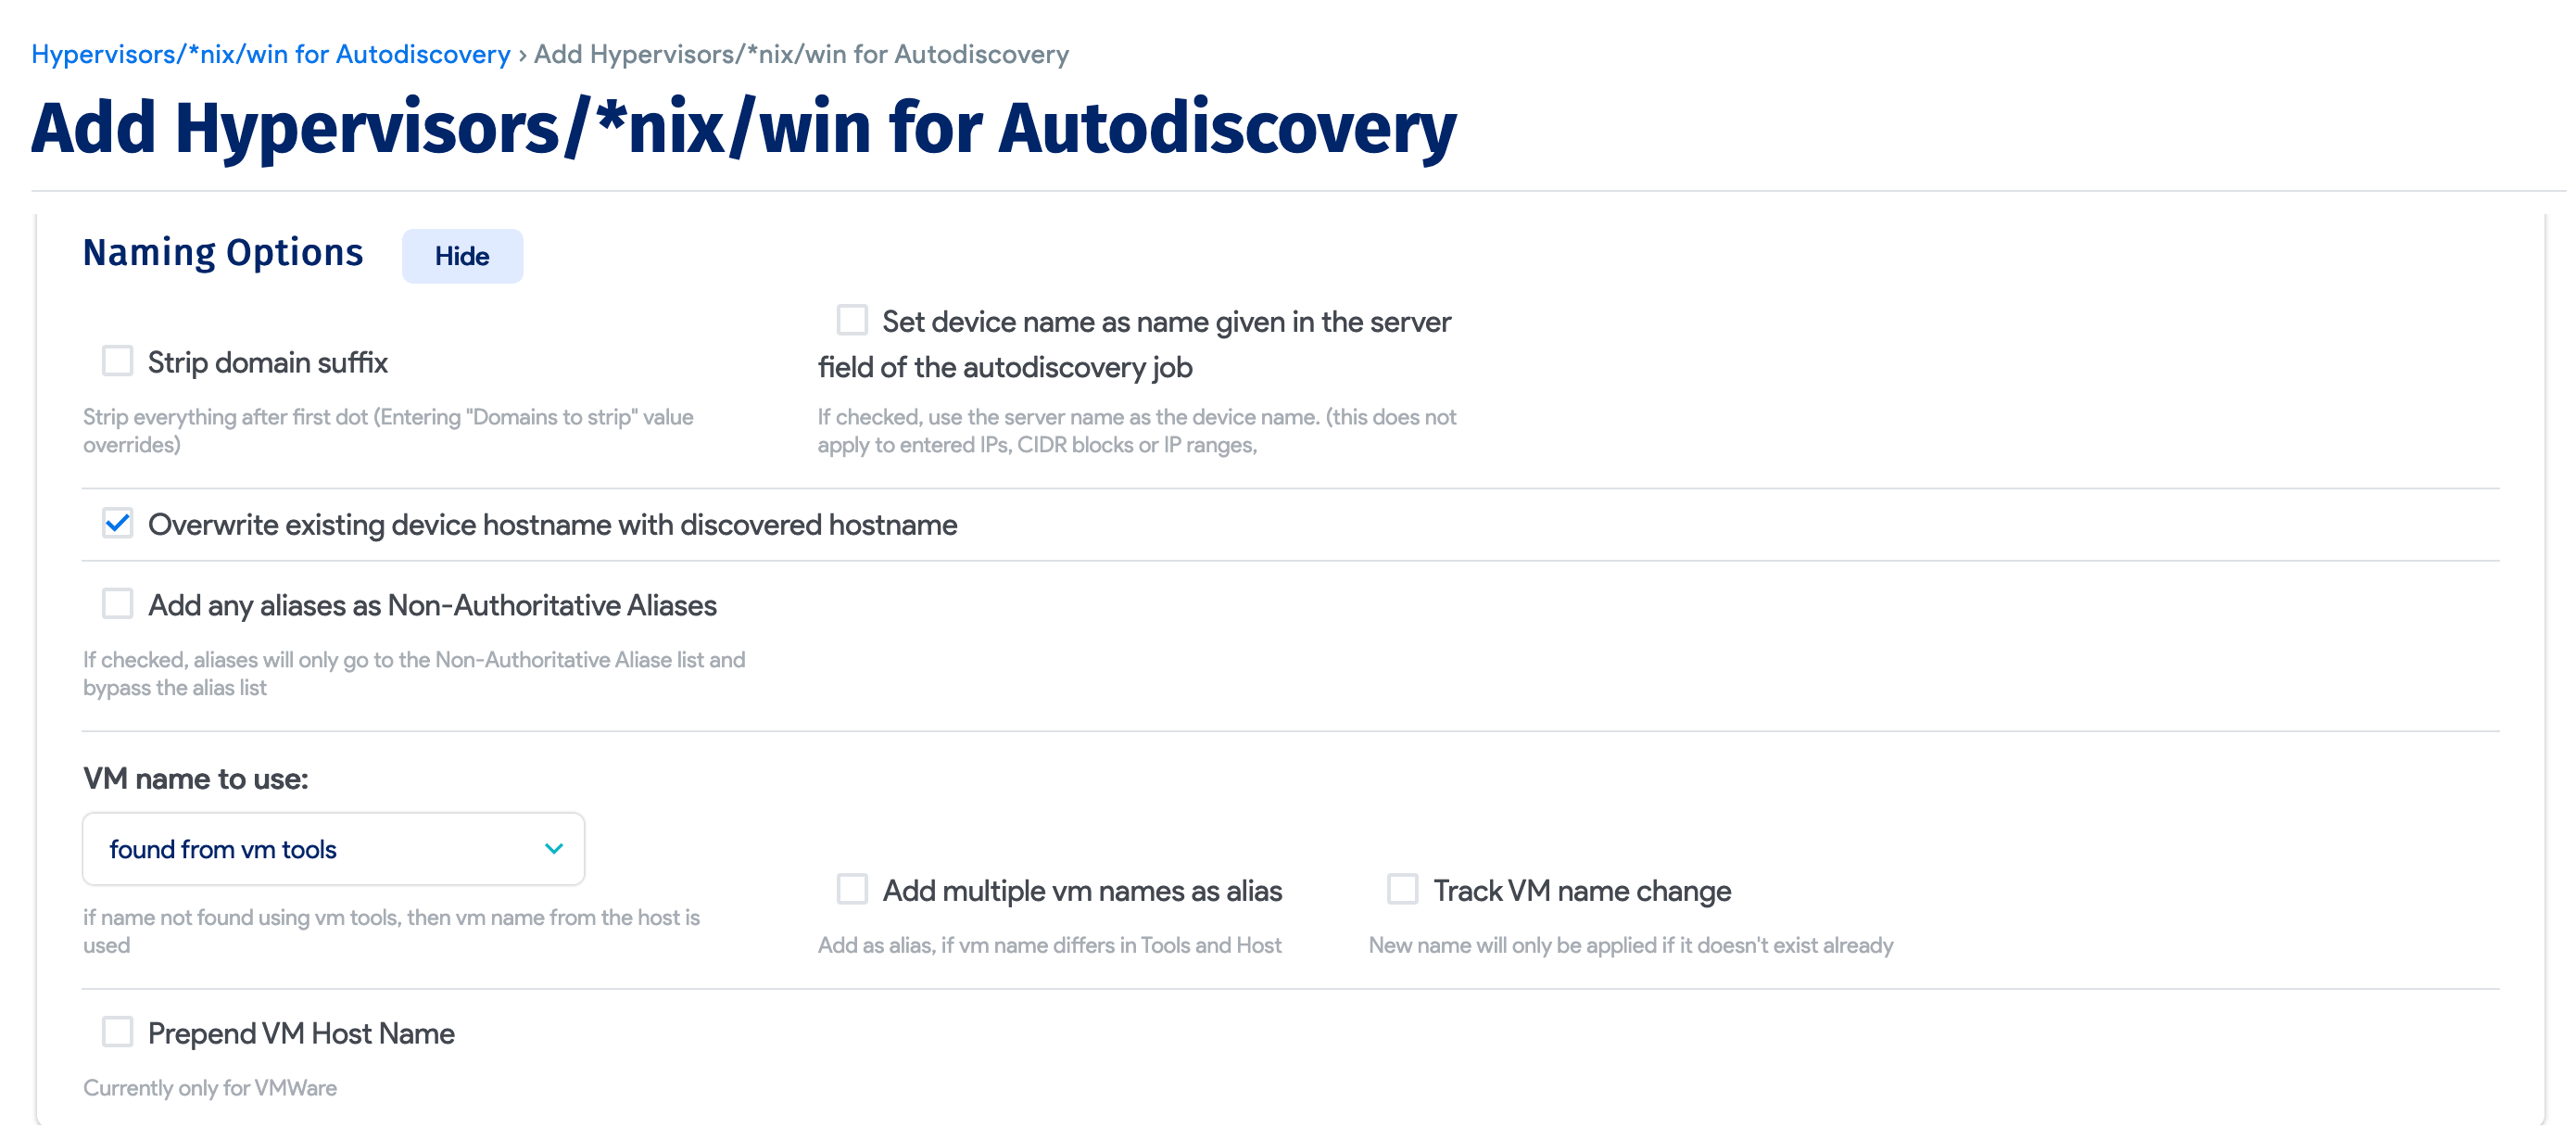 Hypervisors/*nix/win for Autodiscovery › Add Hypervisors/*nix/win for Autodiscovery
Add Hypervisors/*nix/win for Autodiscovery
Naming Options
Hide
Strip domain suffix
Strip everything after first dot (Entering "Domains to strip" value
overrides)
Set device name as name given in the server
field of the autodiscovery job
If checked, use the server name as the device name. (this does not
apply to entered IPs, CIDR blocks or IP ranges,
Overwrite existing device hostname with discovered hostname
Add any aliases as Non-Authoritative Aliases
If checked, aliases will only go to the Non-Authoritative Aliase list and
bypass the alias list
VM name to use:
found from vm tools
if name not found using vm tools, then vm name from the host is
used
Add multiple vm names as alias
Add as alias, if vm name differs in Tools and Host
Track VM name change
New name will only be applied if it doesn't exist already
Prepend VM Host Name
Currently only for VMWare